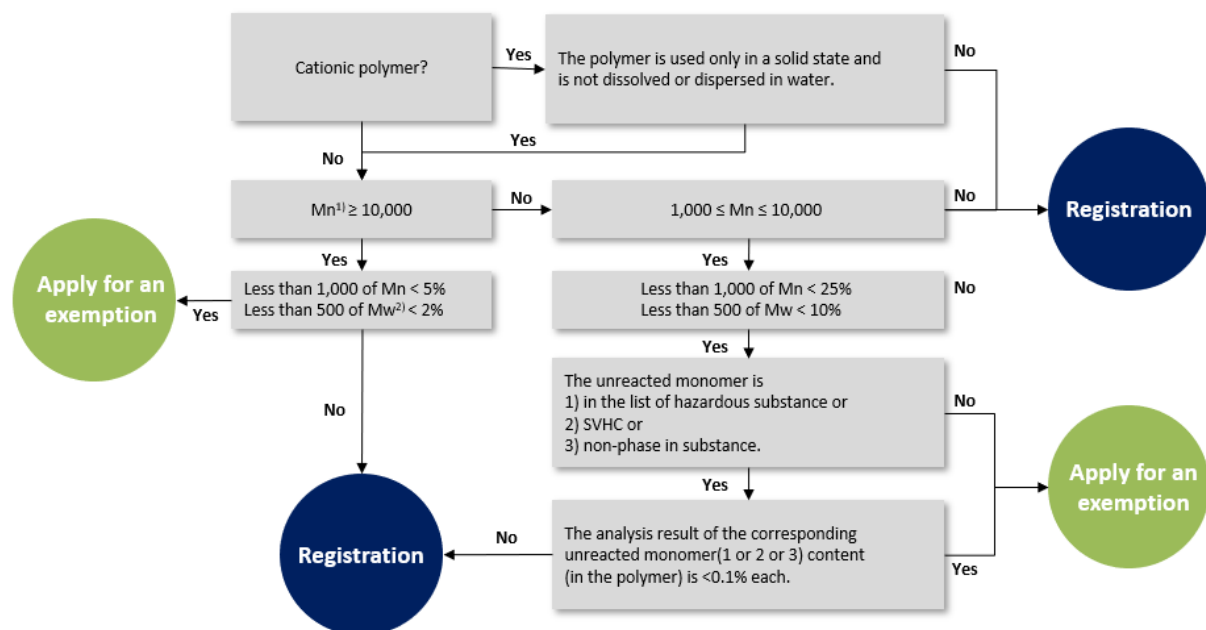 Cationic polymer?
Yes
The polymer is used only in a solid state and
is not dissolved or dispersed in water.
No
Yes
No
Mn1) ≥ 10,000
No
1,000 ≤ Mn ≤ 10,000
No
Registration
Yes
Yes
Apply for an
exemption
Yes
Less than 1,000 of Mn < 5%
Less than 500 of Mw2) < 2%
Less than 1,000 of Mn < 25%
Less than 500 of Mw < 10%
No
Yes
No
The unreacted monomer is
1) in the list of hazardous substance or
2) SVHC or
3) non-phase in substance.
No
Apply for an
exemption
Yes
Registration
No
The analysis result of the corresponding
unreacted monomer(1 or 2 or 3) content
(in the polymer) is <0.1% each.
Yes